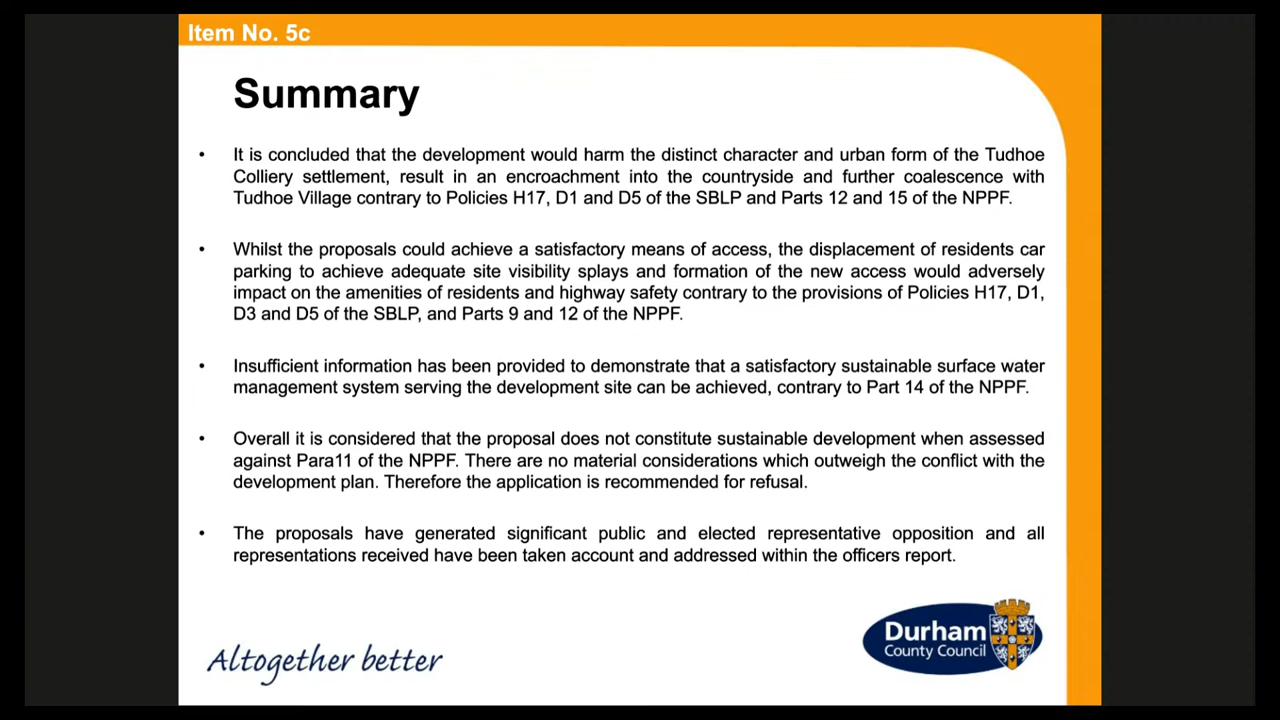 Item No. 5c
Summary
• It is concluded that the development would harm the distinct character and urban form of the Tudhoe
Colliery settlement, result in an encroachment into the countryside and further coalescence with
Tudhoe Village contrary to Policies H17, D1 and D5 of the SBLP and Parts 12 and 15 of the NPPF.
• Whilst the proposals could achieve a satisfactory means of access, the displacement of residents car
parking to achieve adequate site visibility splays and formation of the new access would adversely
impact on the amenities of residents and highway safety contrary to the provisions of Policies H17, D1,
D3 and D5 of the SBLP, and Parts 9 and 12 of the NPPF.
• Insufficient information has been provided to demonstrate that a satisfactory sustainable surface water
management system serving the development site can be achieved, contrary to Part 14 of the NPPF.
• Overall it is considered that the proposal does not constitute sustainable development when assessed
against Para11 of the NPPF. There are no material considerations which outweigh the conflict with the
development plan. Therefore the application is recommended for refusal.
• The proposals have generated significant public and elected representative opposition and all
representations received have been taken account and addressed within the officers report.
Altogether better
Durham
County Council